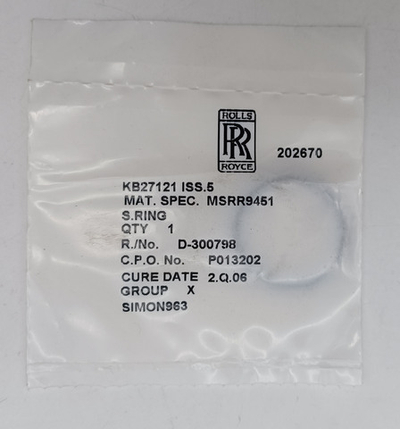 ROLLS
RR
ROYCE
202670
KB27121 ISS.5
MAT. SPEC. MSRR9451
S.RING
QTY 1
R./No. D-300798
C.P.O. No. P013202
CURE DATE 2.Q.06
GROUP X
SIMON963